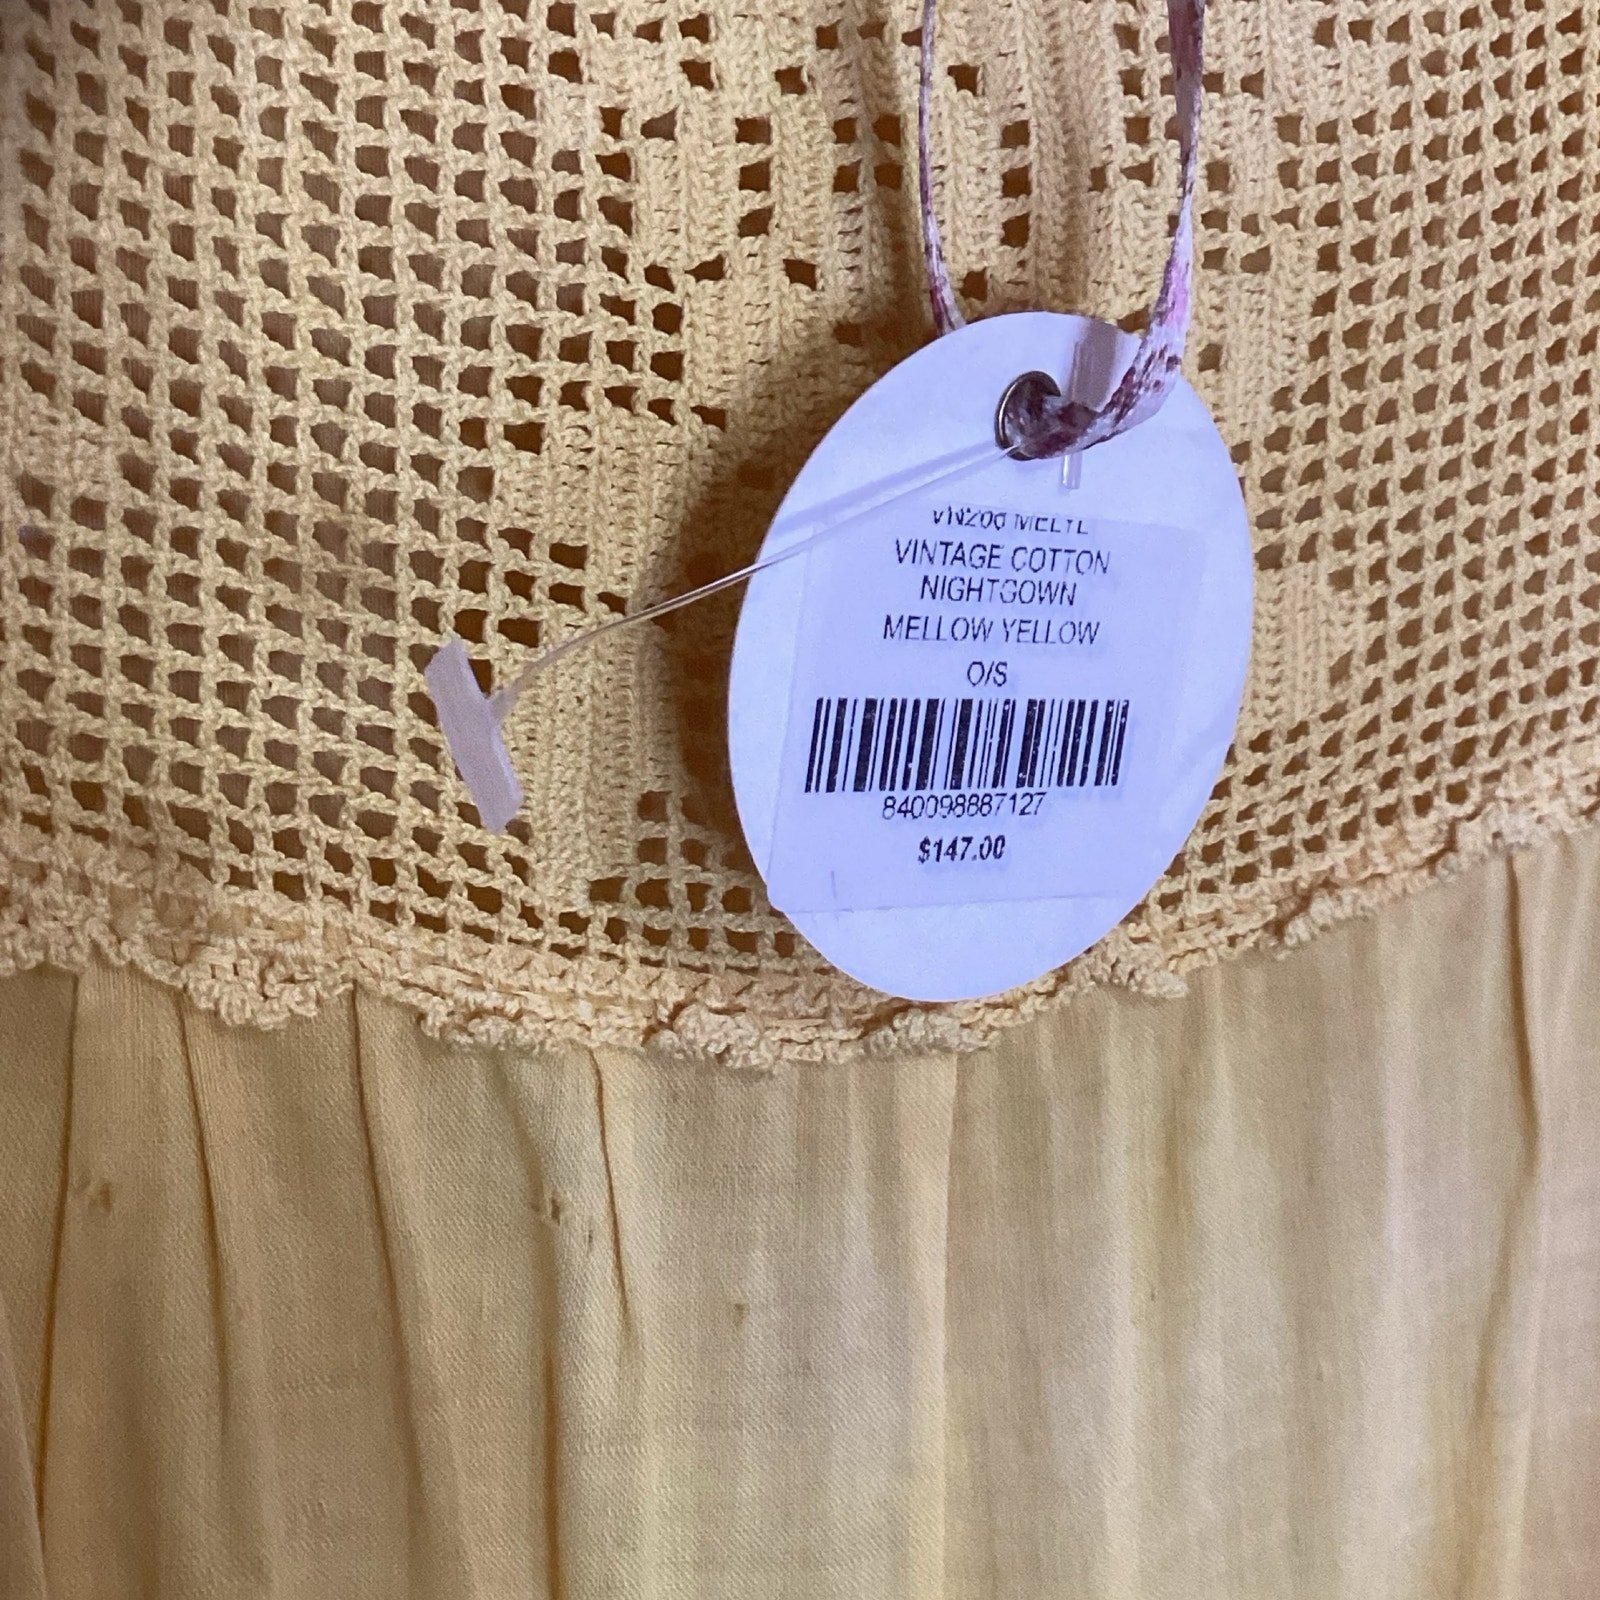 VINTAGE COTTON
NIGHTGOWN
MELLOW YELLOW
O/S
840098887127
$147.00